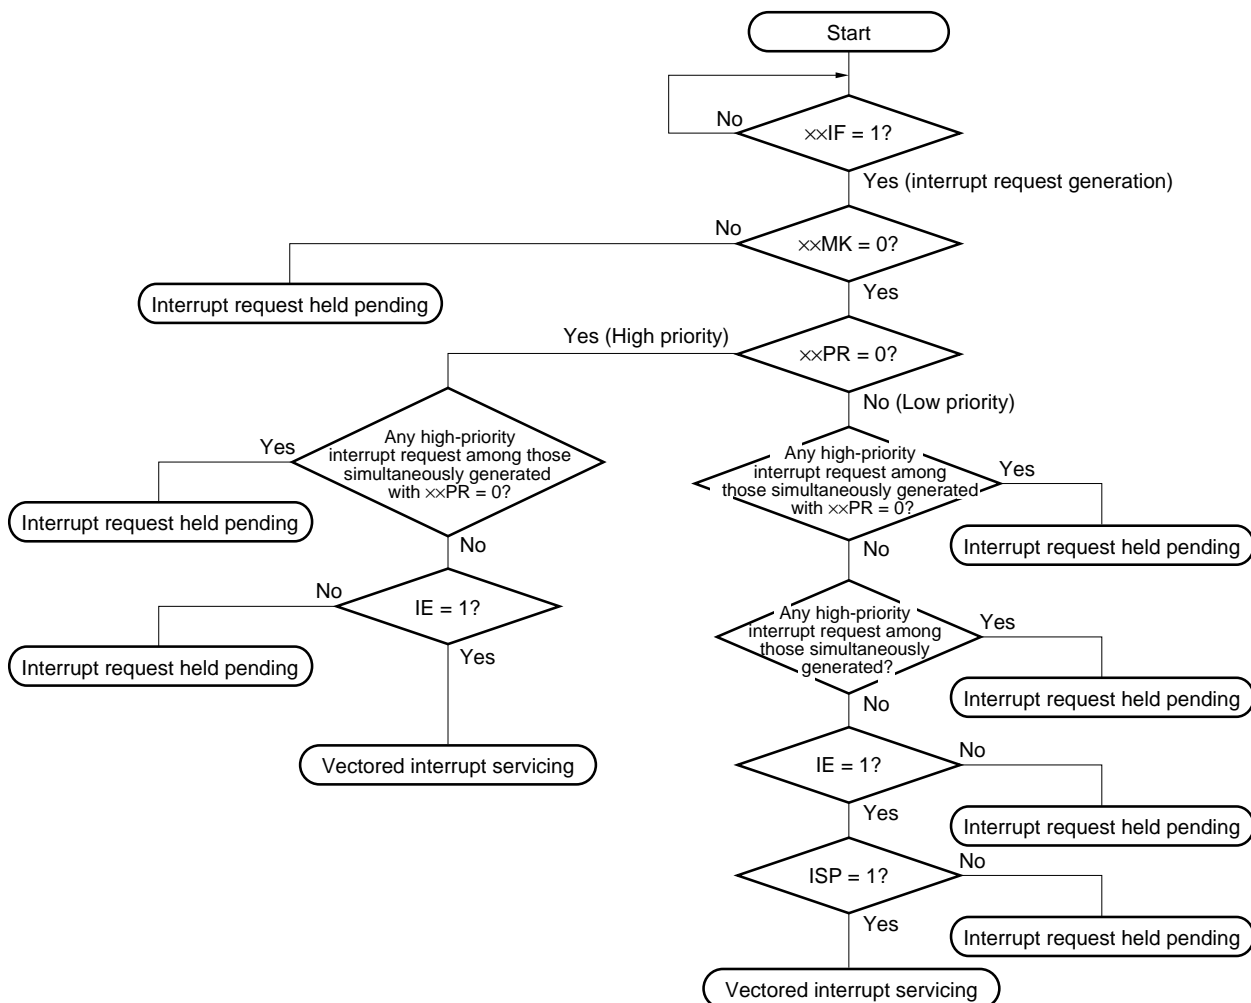 Start
No
××IF = 1?
Yes (interrupt request generation)
No
××MK = 0?
Interrupt request held pending
Yes
Yes (High priority)
××PR = 0?
No (Low priority)
Yes
Any high-priority
interrupt request among those
simultaneously generated
with ××PR = 0?
Any high-priority
interrupt request among
those simultaneously generated
with ××PR = 0?
Yes
Interrupt request held pending
No
Interrupt request held pending
No
No
IE = 1?
Any high-priority
interrupt request among
those simultaneously
generated?
Yes
Interrupt request held pending
Yes
Interrupt request held pending
No
Vectored interrupt servicing
IE = 1?
No
Yes
Interrupt request held pending
ISP = 1?
No
Yes
Interrupt request held pending
Vectored interrupt servicing